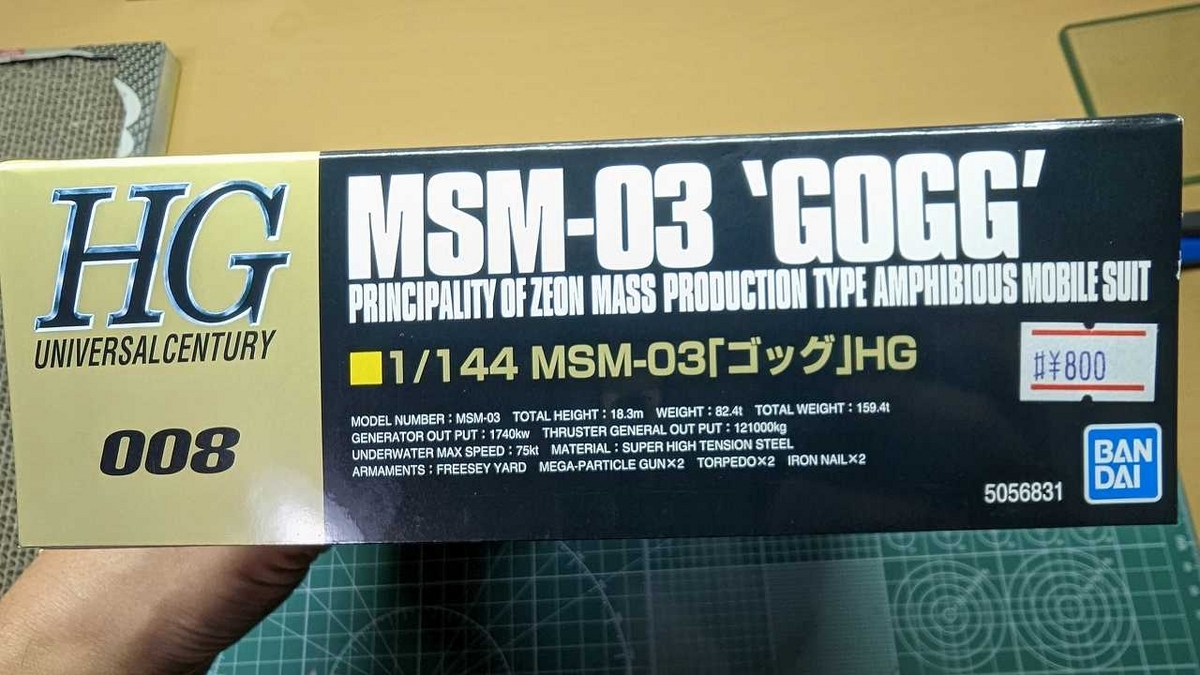 HG
UNIVERSAL CENTURY
008
MSM-03 'GOGG'
PRINCIPALITY OF ZEON MASS PRODUCTION TYPE AMPHIBIOUS MOBILE SUIT
■1/144 MSM-03「ゴッグ」HG
♯¥800
MODEL NUMBER : MSM-03 TOTAL HEIGHT : 18.3m WEIGHT : 82.4t TOTAL WEIGHT : 159.4t
GENERATOR OUT PUT : 1740kw THRUSTER GENERAL OUT PUT : 121000kg
UNDERWATER MAX SPEED : 75kt MATERIAL : SUPER HIGH TENSION STEEL
ARMAMENTS : FREESEY YARD MEGA-PARTICLE GUN×2 TORPEDO×2 IRON NAIL×2
5056831
BAN
DAI